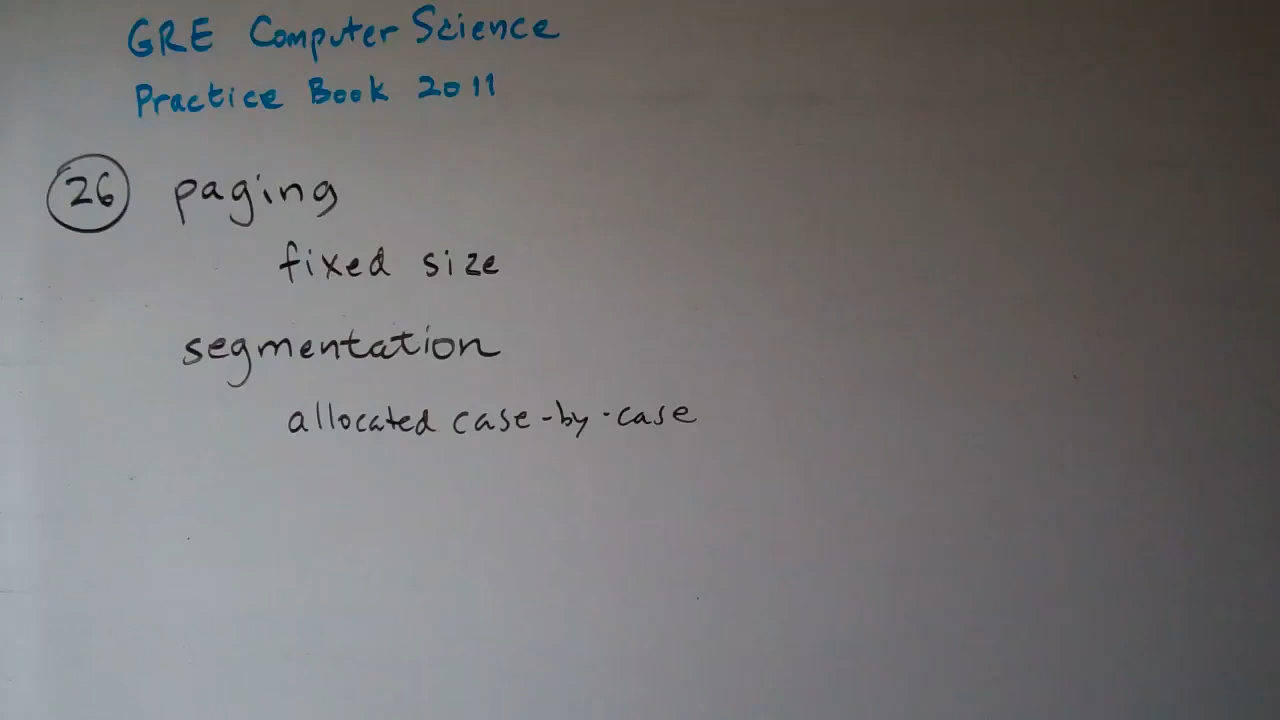 GRE Computer Science
Practice Book 2011
26 paging
fixed size
segmentation
allocated case-by-case